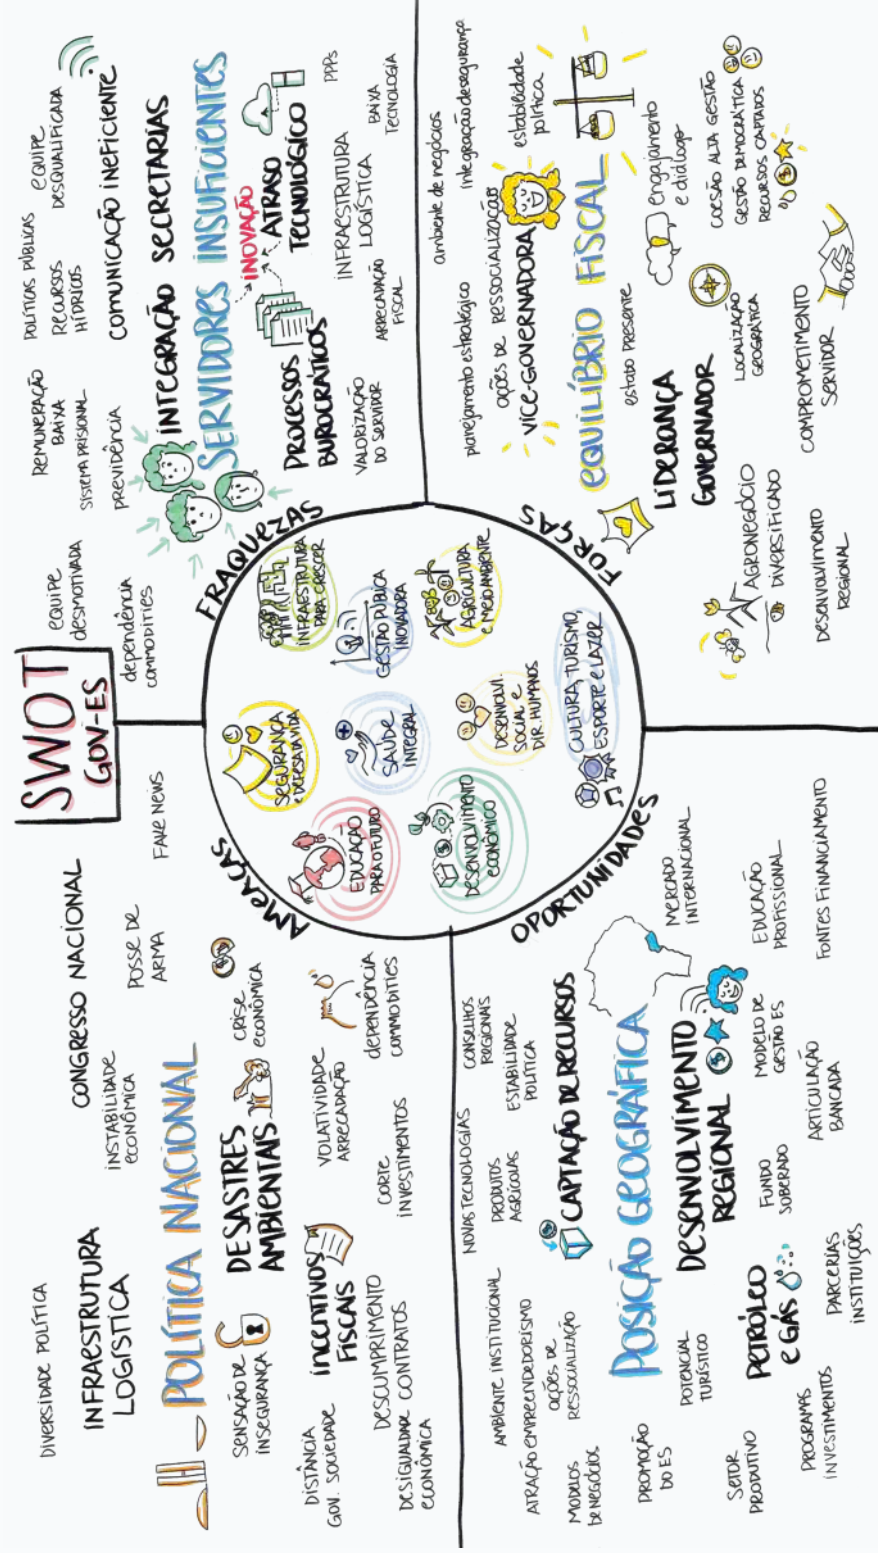 SWOT
GOV-ES
AMEAÇAS
DIVERSIDADE POLÍTICA
INFRAESTRUTURA
LOGÍSTICA
CONGRESSO NACIONAL
INSTABILIDADE
ECONÔMICA
POSSE DE
ARMA
FAKE NEWS
POLÍTICA NACIONAL
SENSAÇÃO DE
INSEGURANÇA
DESASTRES
AMBIENTAIS
CRISE
ECONÔMICA
DISTÂNCIA
GOV. SOCIEDADE
INCENTIVOS
FISCAIS
VOLATIVIDADE
ARRECADAÇÃO
DESCUMPRIMENTO
CONTRATOS
DESIGUALDADE
ECONÔMICA
CORTE
INVESTIMENTOS
dependência
commodities
FRAQUEZAS
EQUIPE
desmotivada
dependência
commodities
REMUNERAÇÃO
BAIXA
SISTEMA PRISIONAL
previdência
POLÍTICAS PÚBLICAS
RECURSOS
HÍDRICOS
EQUIPE
DESQUALIFICADA
COMUNICAÇÃO INEFICIENTE
INTEGRAÇÃO SECRETARIAS
SERVIDORES INSUFICIENTES
INOVAÇÃO
PROCESSOS
BUROCRÁTICOS
ATRASO
TECNOLÓGICO
VALORIZAÇÃO
DO SERVIDOR
INFRAESTRUTURA
LOGÍSTICA
PPPs
ARRECADAÇÃO
FISCAL
BAIXA
TECNOLOGIA
SEGURANÇA
E DEFESA DA VIDA
INFRAESTRUTURA
PARA CRESCER
EDUCAÇÃO
PARA O FUTURO
SAÚDE
INTEGRAL
GESTÃO PÚBLICA
INOVADORA
DESENVOLVIMENTO
ECONÔMICO
DESENVOLVI.
SOCIAL e
DIR. HUMANOS
AGRICULTURA
e MEIO AMBIENTE
CULTURA, TURISMO,
ESPORTE e LAZER
OPORTUNIDADES
AMBIENTE INSTITUCIONAL
NOVAS TECNOLOGIAS
CONSELHOS
REGIONAIS
ATRAÇÃO EMPREENDEDORISMO
PRODUTOS
AGRÍCOLAS
ESTABILIDADE
POLÍTICA
AÇÕES DE
RESSOCIALIZAÇÃO
MODELOS
DE NEGÓCIOS
CAPTAÇÃO DE RECURSOS
POSIÇÃO GEOGRÁFICA
PROMOÇÃO
DO ES
POTENCIAL
TURÍSTICO
DESENVOLVIMENTO
REGIONAL
MERCADO
INTERNACIONAL
SETOR
PRODUTIVO
PETRÓLEO
e GÁS
FUNDO
SOBERADO
MODELO DE
GESTÃO ES
EDUCAÇÃO
PROFISSIONAL
PROGRAMAS
INVESTIMENTOS
PARCERIAS
INSTITUIÇÕES
ARTICULAÇÃO
BANCADA
FONTES FINANCIAMENTO
FORÇAS
planejamento estratégico
ambiente de negócios
integração de segurança
ações de RESSOCIALIZAÇÃO
VICE-GOVERNADORA
estabilidade
política
EQUILÍBRIO FISCAL
estado presente
engajamento
e diálogo
LIDERANÇA
GOVERNADOR
COESÃO ALTA GESTÃO
GESTÃO DEMOCRÁTICA
RECURSOS CAPTADOS
LOCALIZAÇÃO
GEOGRÁFICA
AGRONEGÓCIO
DIVERSIFICADO
COMPROMETIMENTO
SERVIDOR
DESENVOLVIMENTO
REGIONAL